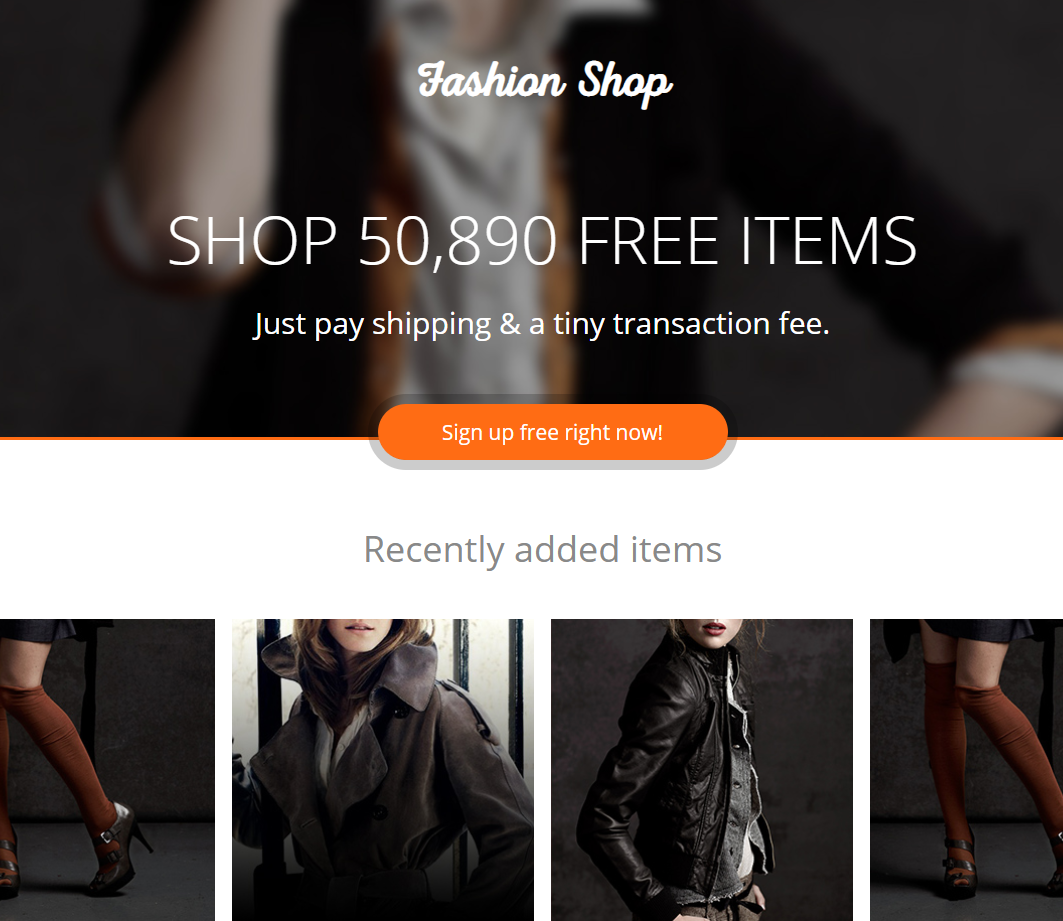 Fashion Shop
SHOP 50,890 FREE ITEMS
Just pay shipping & a tiny transaction fee.
Sign up free right now!
Recently added items